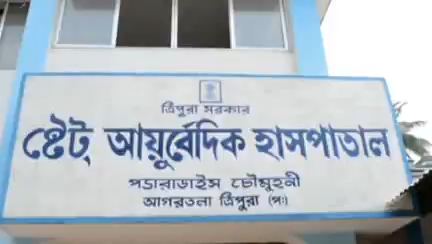 ত্রিপুরা সরকার
ষ্টেট্ আয়ুর্বেদিক হাসপাতাল
প্যারাডাইস চৌমুহনী
আগরতলা ত্রিপুরা (পঃ)